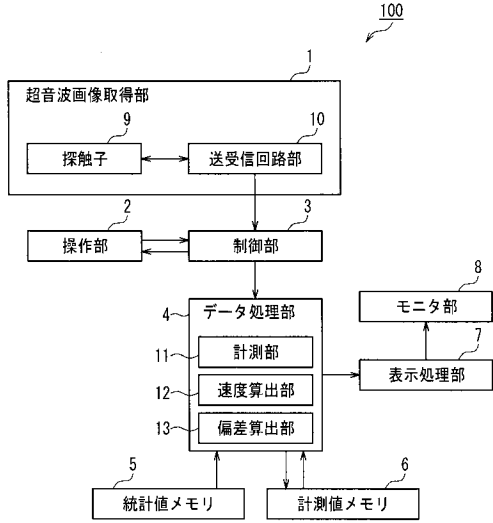 100
1
超音波画像取得部
9
10
探触子
送受信回路部
2
3
操作部
制御部
8
4
データ処理部
モニタ部
7
11
計測部
表示処理部
12
速度算出部
13
偏差算出部
5
6
統計値メモリ
計測値メモリ